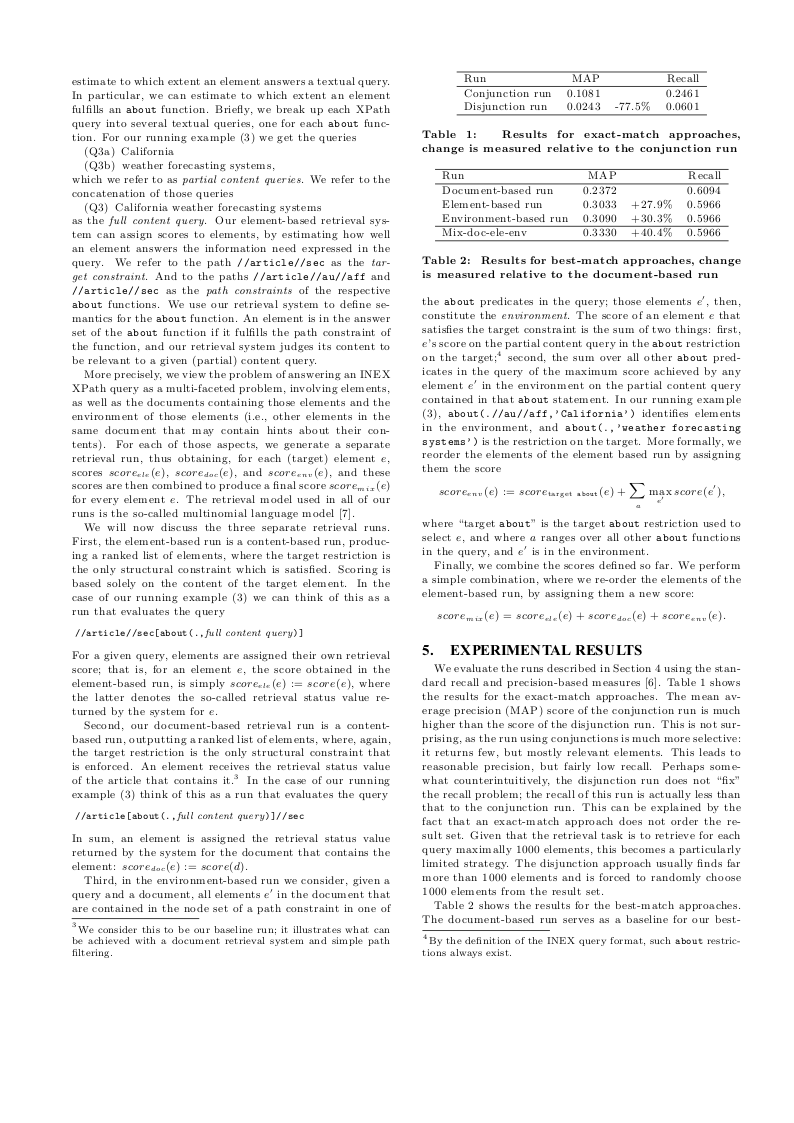 estimate to which extent an element answers a textual query.
In particular, we can estimate to which extent an element
fulfills an about function. Briefly, we break up each XPath
query into several textual queries, one for each about func-
tion. For our running example (3) we get the queries
(Q3a) California
(Q3b) weather forecasting systems,
which we refer to as partial content queries. We refer to the
concatenation of those queries
(Q3) California weather forecasting systems
as the full content query. Our element-based retrieval sys-
tem can assign scores to elements, by estimating how well
an element answers the information need expressed in the
query. We refer to the path //article//sec as the tar-
get constraint. And to the paths //article//au//aff and
//article//sec as the path constraints of the respective
about functions. We use our retrieval system to define se-
mantics for the about function. An element is in the answer
set of the about function if it fulfills the path constraint of
the function, and our retrieval system judges its content to
be relevant to a given (partial) content query.
More precisely, we view the problem of answering an INEX
XPath query as a multi-faceted problem, involving elements,
as well as the documents containing those elements and the
environment of those elements (i.e., other elements in the
same document that may contain hints about their con-
tents). For each of those aspects, we generate a separate
retrieval run, thus obtaining, for each (target) element e,
scores score_ele(e), score_doc(e), and score_env(e), and these
scores are then combined to produce a final score score_mix(e)
for every element e. The retrieval model used in all of our
runs is the so-called multinomial language model [7].
We will now discuss the three separate retrieval runs.
First, the element-based run is a content-based run, produc-
ing a ranked list of elements, where the target restriction is
the only structural constraint which is satisfied. Scoring is
based solely on the content of the target element. In the
case of our running example (3) we can think of this as a
run that evaluates the query
//article//sec[about(.,full content query)]
For a given query, elements are assigned their own retrieval
score; that is, for an element e, the score obtained in the
element-based run, is simply score_ele(e) := score(e), where
the latter denotes the so-called retrieval status value re-
turned by the system for e.
Second, our document-based retrieval run is a content-
based run, outputting a ranked list of elements, where, again,
the target restriction is the only structural constraint that
is enforced. An element receives the retrieval status value
of the article that contains it.³ In the case of our running
example (3) think of this as a run that evaluates the query
//article[about(.,full content query)]//sec
In sum, an element is assigned the retrieval status value
returned by the system for the document that contains the
element: score_doc(e) := score(d).
Third, in the environment-based run we consider, given a
query and a document, all elements e′ in the document that
are contained in the node set of a path constraint in one of
³We consider this to be our baseline run; it illustrates what can
be achieved with a document retrieval system and simple path
filtering.
Run MAP Recall
Conjunction run 0.1081 0.2461
Disjunction run 0.0243 -77.5% 0.0601
Table 1: Results for exact-match approaches,
change is measured relative to the conjunction run
Run MAP Recall
Document-based run 0.2372 0.6094
Element-based run 0.3033 +27.9% 0.5966
Environment-based run 0.3090 +30.3% 0.5966
Mix-doc-ele-env 0.3330 +40.4% 0.5966
Table 2: Results for best-match approaches, change
is measured relative to the document-based run
the about predicates in the query; those elements e′, then,
constitute the environment. The score of an element e that
satisfies the target constraint is the sum of two things: first,
e's score on the partial content query in the about restriction
on the target;⁴ second, the sum over all other about pred-
icates in the query of the maximum score achieved by any
element e′ in the environment on the partial content query
contained in that about statement. In our running example
(3), about(.//au//aff,'California') identifies elements
in the environment, and about(.,'weather forecasting
systems') is the restriction on the target. More formally, we
reorder the elements of the element based run by assigning
them the score
score_env(e) := score_target about(e) + ∑_a max_e′ score(e′),
where “target about” is the target about restriction used to
select e, and where a ranges over all other about functions
in the query, and e′ is in the environment.
Finally, we combine the scores defined so far. We perform
a simple combination, where we re-order the elements of the
element-based run, by assigning them a new score:
score_mix(e) = score_ele(e) + score_doc(e) + score_env(e).
5. EXPERIMENTAL RESULTS
We evaluate the runs described in Section 4 using the stan-
dard recall and precision-based measures [6]. Table 1 shows
the results for the exact-match approaches. The mean av-
erage precision (MAP) score of the conjunction run is much
higher than the score of the disjunction run. This is not sur-
prising, as the run using conjunctions is much more selective:
it returns few, but mostly relevant elements. This leads to
reasonable precision, but fairly low recall. Perhaps some-
what counterintuitively, the disjunction run does not “fix”
the recall problem; the recall of this run is actually less than
that to the conjunction run. This can be explained by the
fact that an exact-match approach does not order the re-
sult set. Given that the retrieval task is to retrieve for each
query maximally 1000 elements, this becomes a particularly
limited strategy. The disjunction approach usually finds far
more than 1000 elements and is forced to randomly choose
1000 elements from the result set.
Table 2 shows the results for the best-match approaches.
The document-based run serves as a baseline for our best-
⁴By the definition of the INEX query format, such about restric-
tions always exist.